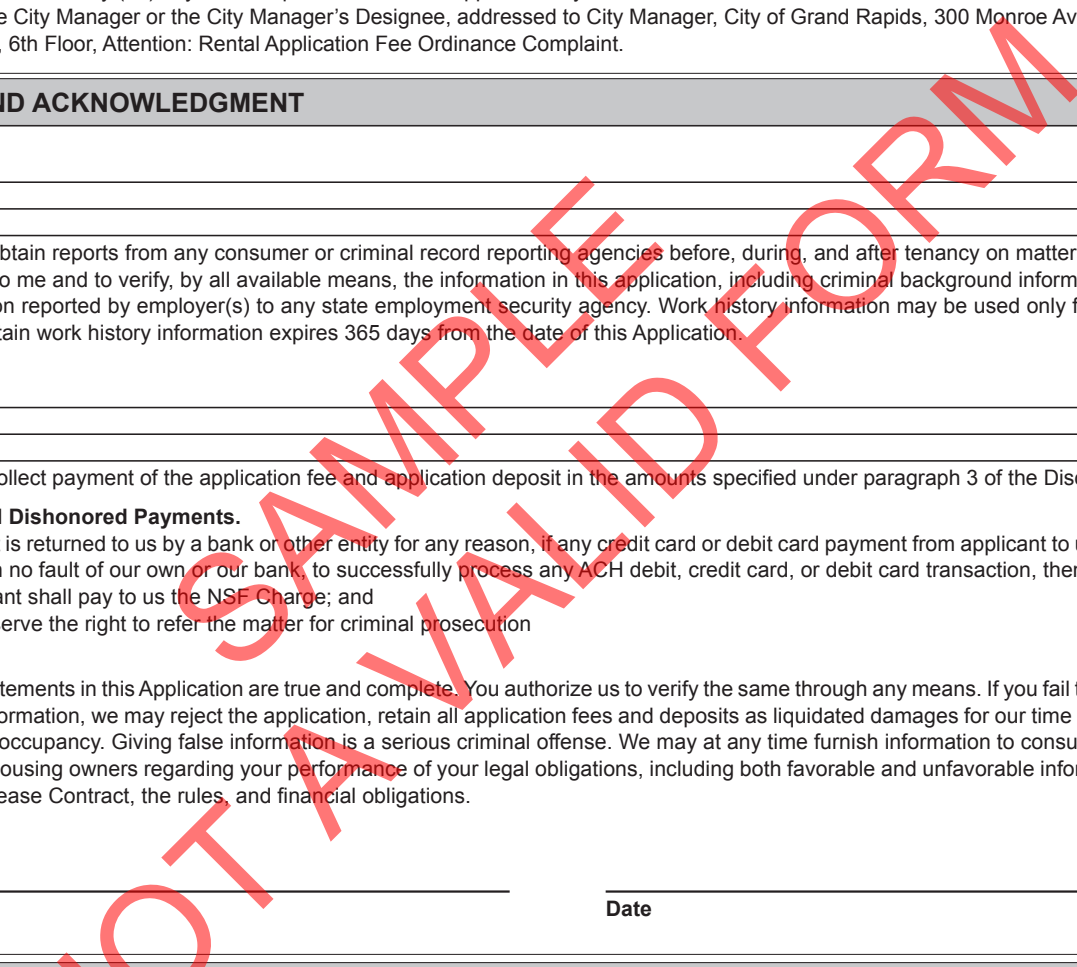 e City Manager or the City Manager's Designee, addressed to City Manager, City of Grand Rapids, 300 Monroe Av
, 6th Floor, Attention: Rental Application Fee Ordinance Complaint.
ND ACKNOWLEDGMENT
btain reports from any consumer or criminal record reporting agencies before, during, and after tenancy on matter
o me and to verify, by all available means, the information in this application, including criminal background inform
on reported by employer(s) to any state employment security agency. Work history information may be used only f
tain work history information expires 365 days from the date of this Application.
ollect payment of the application fee and application deposit in the amounts specified under paragraph 3 of the Disc
d Dishonored Payments.
t is returned to us by a bank or other entity for any reason, if any credit card or debit card payment from applicant to u
n no fault of our own or our bank, to successfully process any ACH debit, credit card, or debit card transaction, then
ant shall pay to us the NSF Charge; and
serve the right to refer the matter for criminal prosecution
tements in this Application are true and complete. You authorize us to verify the same through any means. If you fail t
ormation, we may reject the application, retain all application fees and deposits as liquidated damages for our time
occupancy. Giving false information is a serious criminal offense. We may at any time furnish information to consu
ousing owners regarding your performance of your legal obligations, including both favorable and unfavorable infor
ease Contract, the rules, and financial obligations.
Date
SAMPLE
NOT A VALID FORM